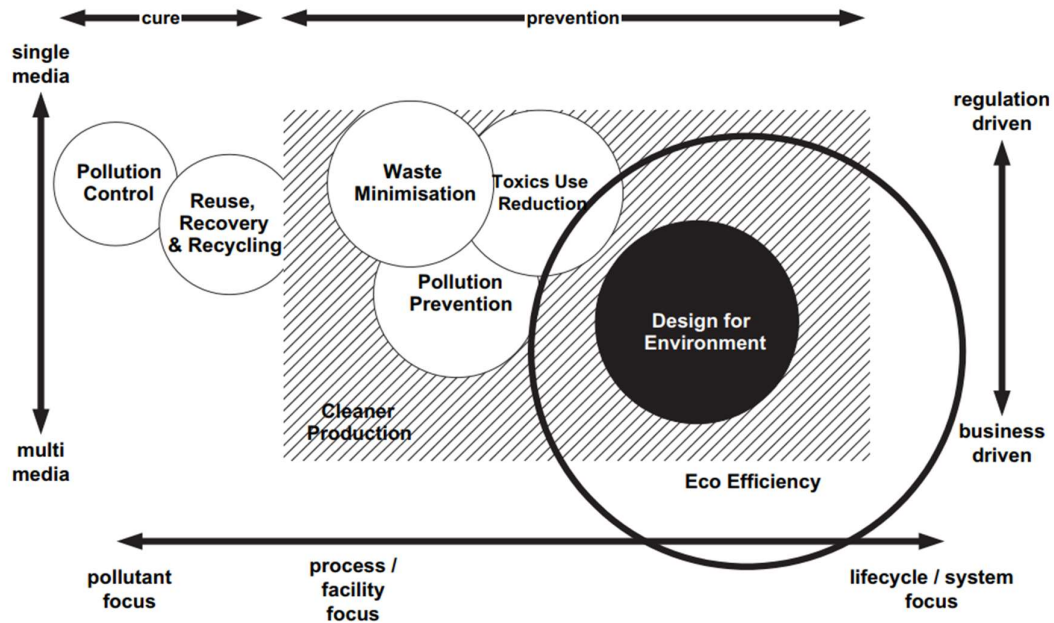 cure
prevention
single
media
regulation
driven
Pollution
Control
Reuse,
Recovery
& Recycling
Waste
Minimisation
Toxics Use
Reduction
Pollution
Prevention
Design for
Environment
Cleaner
Production
multi
media
business
driven
Eco Efficiency
pollutant
focus
process /
facility
focus
lifecycle / system
focus